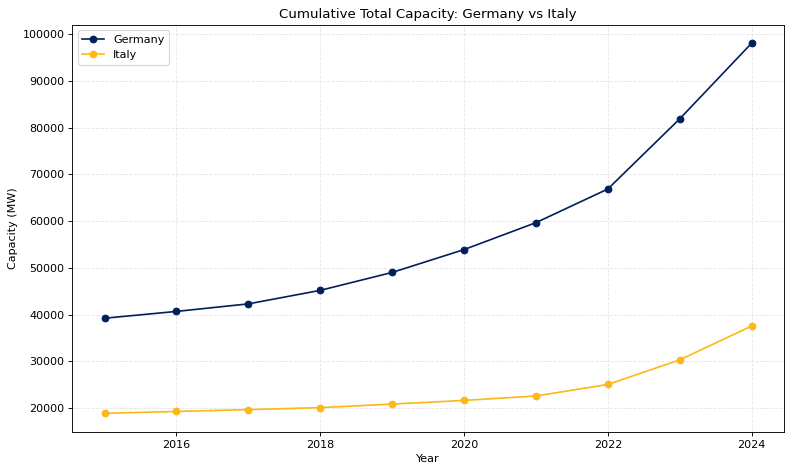 Cumulative Total Capacity: Germany vs Italy
Germany
Italy
Capacity (MW)
100000
90000
80000
70000
60000
50000
40000
30000
20000
2016
2018
2020
2022
2024
Year